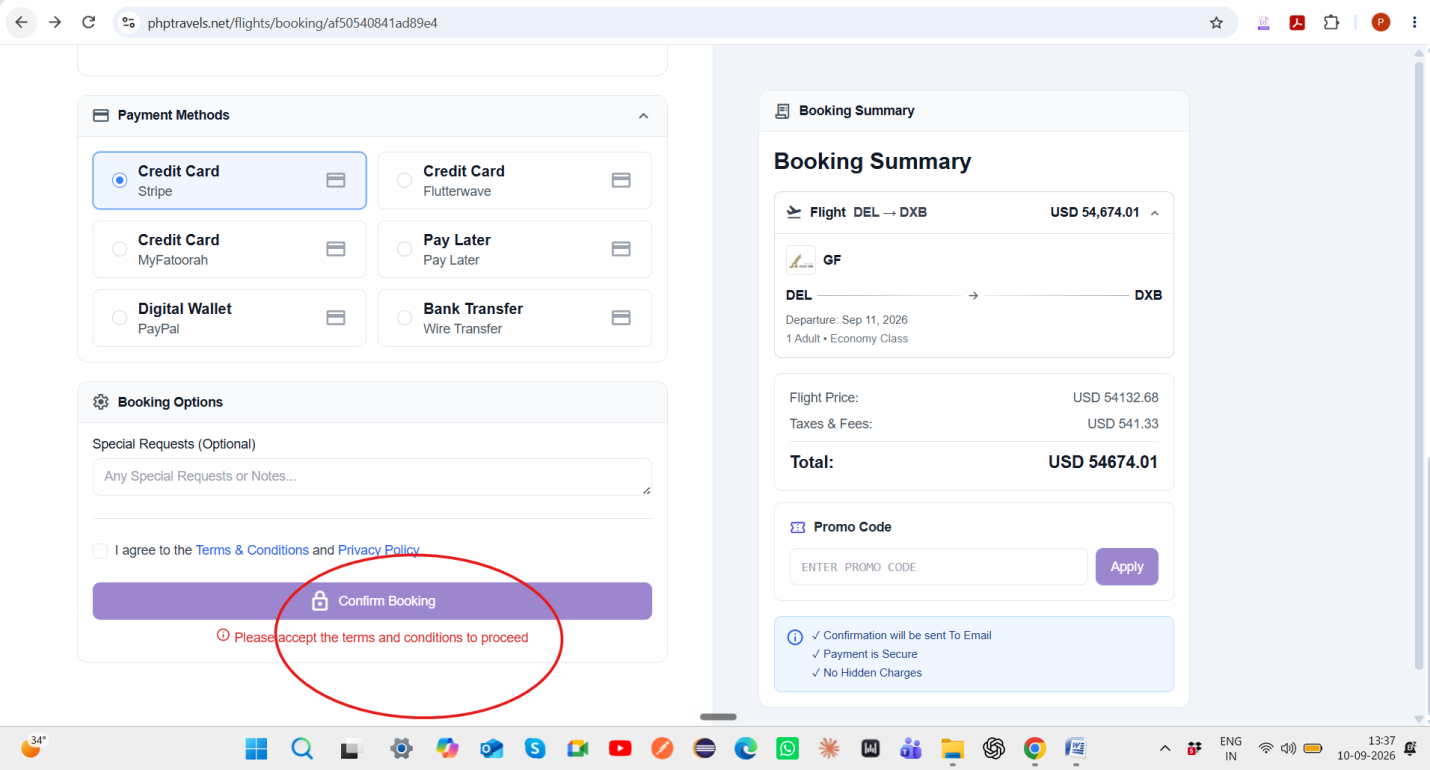 phptravels.net/flights/booking/af50540841ad89e4
P
Payment Methods
Credit Card
Stripe
Credit Card
Flutterwave
Credit Card
MyFatoorah
Pay Later
Pay Later
Digital Wallet
PayPal
Bank Transfer
Wire Transfer
Booking Options
Special Requests (Optional)
Any Special Requests or Notes...
I agree to the Terms & Conditions and Privacy Policy
Confirm Booking
Please accept the terms and conditions to proceed
Booking Summary
Booking Summary
Flight DEL → DXB USD 54,674.01
GF
DEL → DXB
Departure: Sep 11, 2026
1 Adult • Economy Class
Flight Price: USD 54132.68
Taxes & Fees: USD 541.33
Total: USD 54674.01
Promo Code
ENTER PROMO CODE
Apply
✓ Confirmation will be sent To Email
✓ Payment is Secure
✓ No Hidden Charges
34°
ENG
IN
13:37
10-09-2026